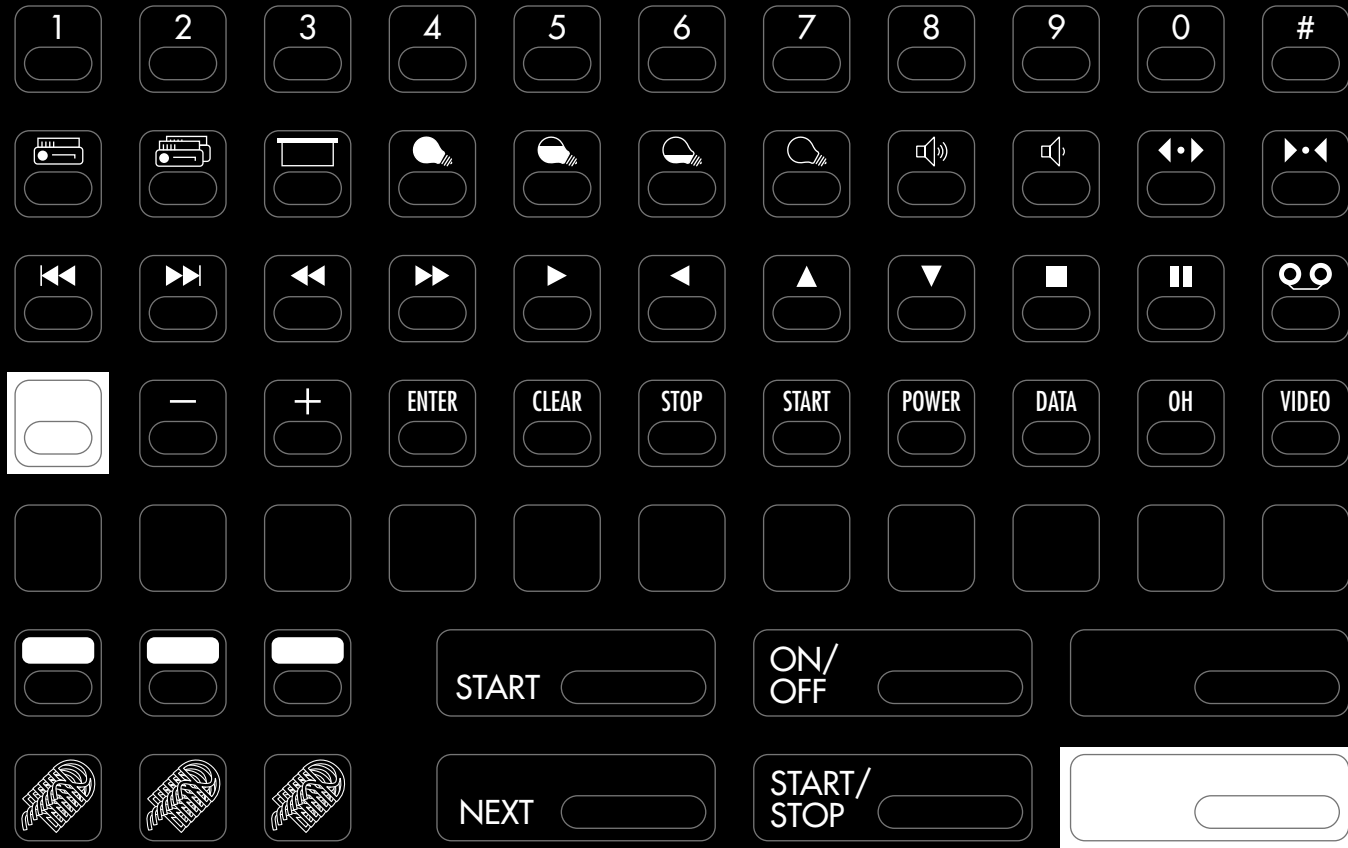 1 2 3 4 5 6 7 8 9 0 #
− + ENTER CLEAR STOP START POWER DATA OH VIDEO
START
ON/
OFF
NEXT
START/
STOP